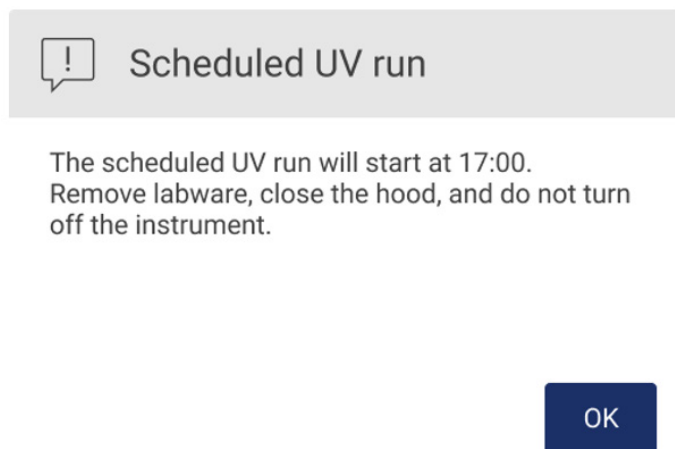 Scheduled UV run
The scheduled UV run will start at 17:00.
Remove labware, close the hood, and do not turn
off the instrument.
OK